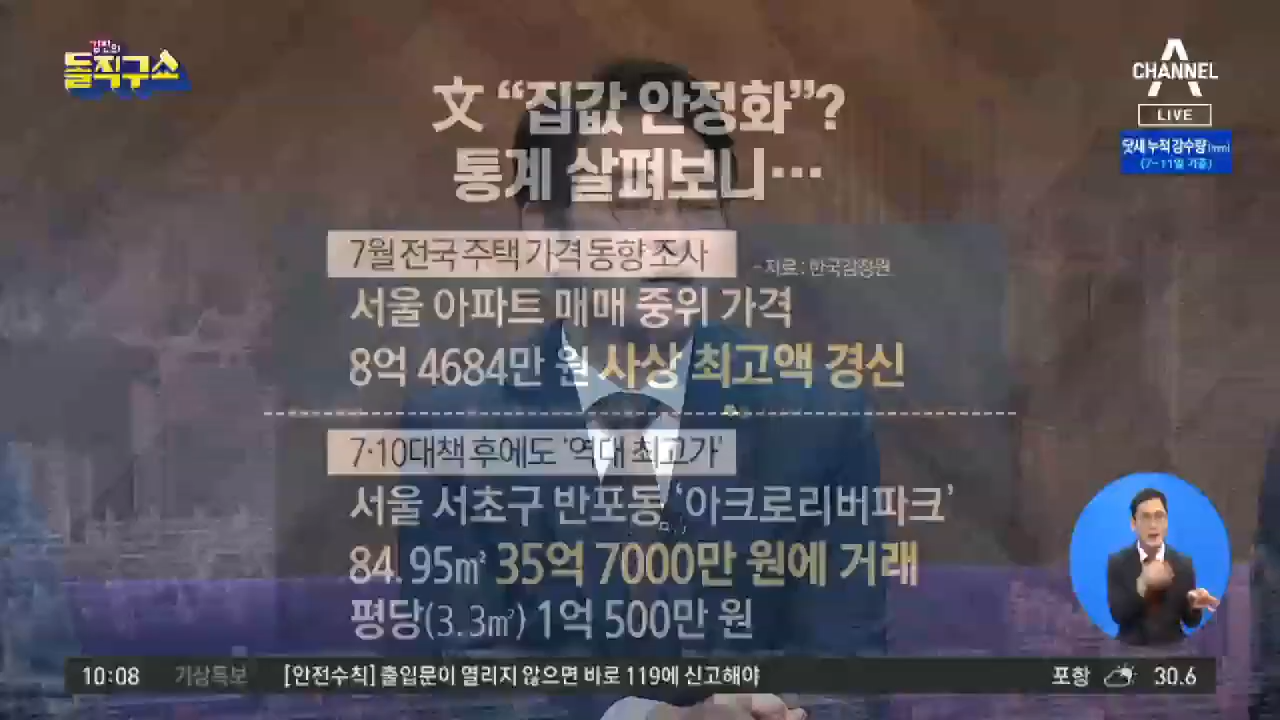 김진의
돌직구쇼
CHANNEL A
LIVE
닷새 누적 강수량(mm)
(7~11일 기준)
文 “집값 안정화”?
통계 살펴보니…
7월 전국 주택 가격 동향 조사
- 자료 : 한국감정원
서울 아파트 매매 중위 가격
8억 4684만 원 사상 최고액 경신
7·10대책 후에도 ‘역대 최고가’
서울 서초구 반포동 ‘아크로리버파크’
84. 95㎡ 35억 7000만 원에 거래
평당(3. 3㎡) 1억 500만 원
10:08 기상특보 [안전수칙] 출입문이 열리지 않으면 바로 119에 신고해야 포항 30.6